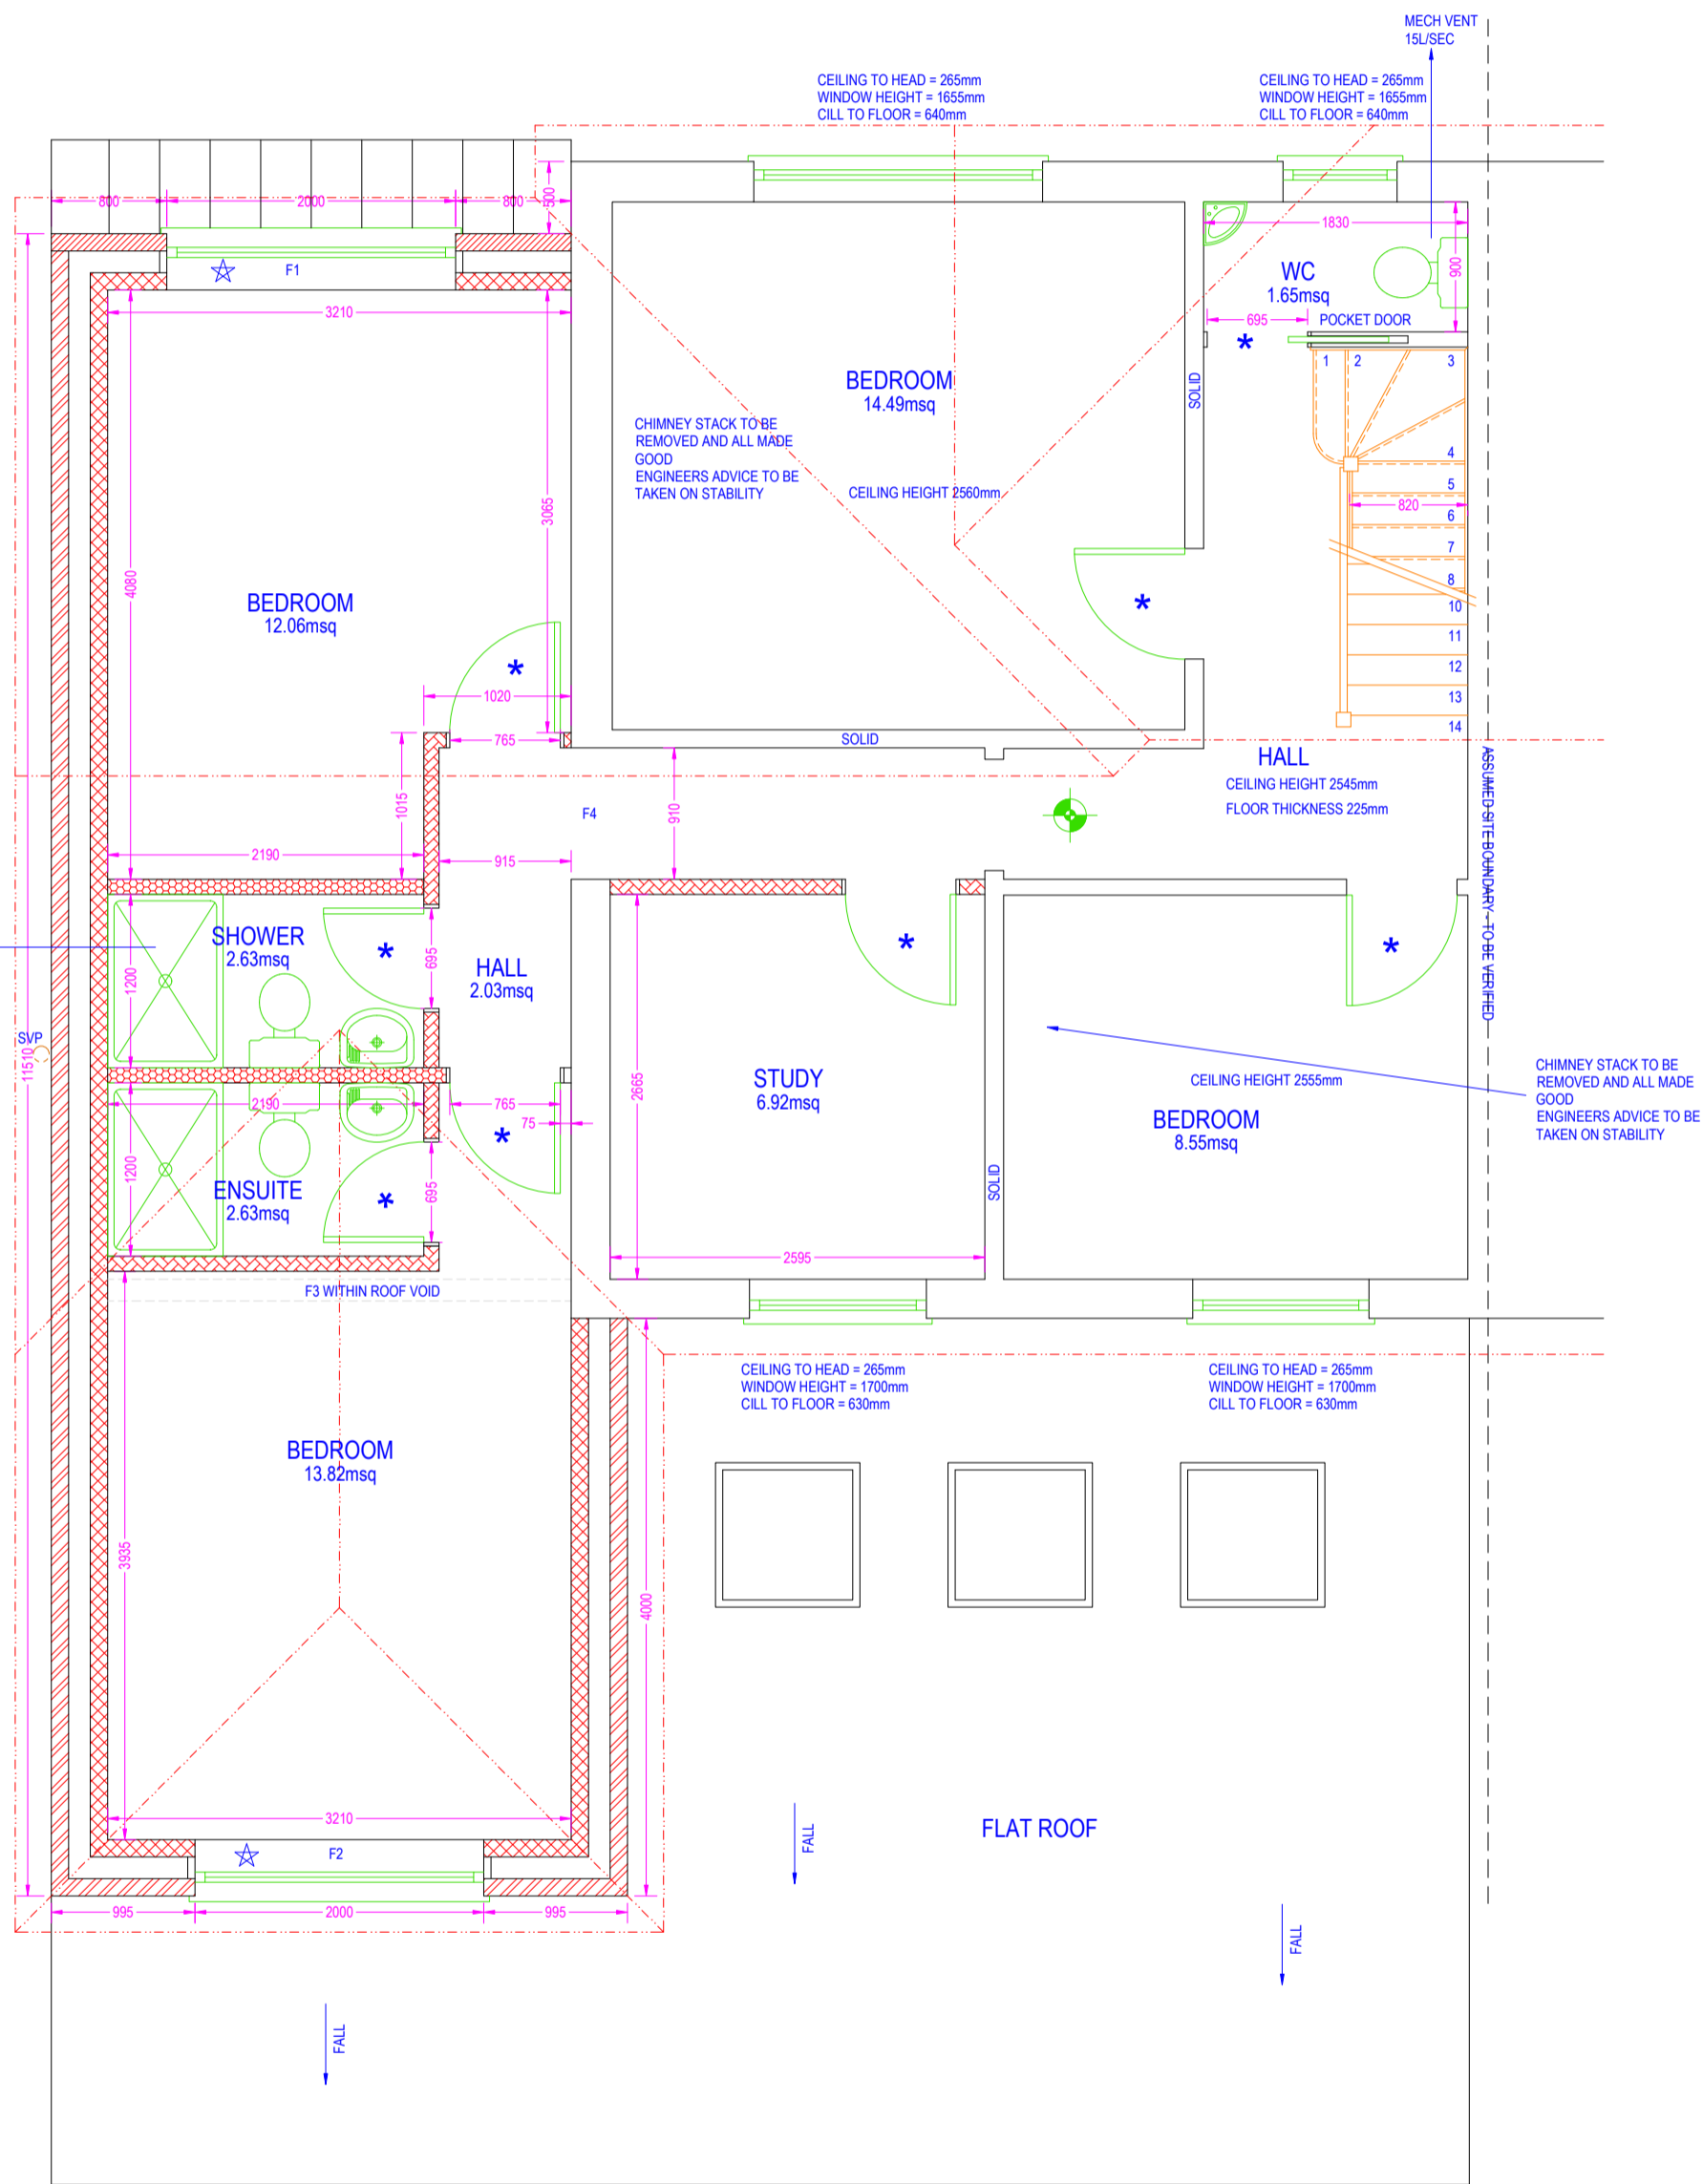 MECH VENT
15L/SEC
CEILING TO HEAD = 265mm
WINDOW HEIGHT = 1655mm
CILL TO FLOOR = 640mm
CEILING TO HEAD = 265mm
WINDOW HEIGHT = 1655mm
CILL TO FLOOR = 640mm
800
2000
800
500
F1
3210
1830
900
WC
1.65msq
695
POCKET DOOR
*
1
2
3
4
5
6
7
8
10
11
12
13
14
820
BEDROOM
14.49msq
SOLID
CHIMNEY STACK TO BE
REMOVED AND ALL MADE
GOOD
ENGINEERS ADVICE TO BE
TAKEN ON STABILITY
CEILING HEIGHT 2560mm
3065
4080
BEDROOM
12.06msq
*
*
1020
765
SOLID
HALL
CEILING HEIGHT 2545mm
FLOOR THICKNESS 225mm
ASSUMED SITE BOUNDARY - TO BE VERIFIED
1015
F4
910
2190
915
SHOWER
2.63msq
*
695
1200
HALL
2.03msq
*
*
SVP
11510
STUDY
6.92msq
2665
CEILING HEIGHT 2555mm
BEDROOM
8.55msq
CHIMNEY STACK TO BE
REMOVED AND ALL MADE
GOOD
ENGINEERS ADVICE TO BE
TAKEN ON STABILITY
2190
765
75
*
1200
ENSUITE
2.63msq
*
695
SOLID
2595
F3 WITHIN ROOF VOID
CEILING TO HEAD = 265mm
WINDOW HEIGHT = 1700mm
CILL TO FLOOR = 630mm
CEILING TO HEAD = 265mm
WINDOW HEIGHT = 1700mm
CILL TO FLOOR = 630mm
BEDROOM
13.82msq
3935
4000
3210
F2
FALL
FLAT ROOF
995
2000
995
FALL
FALL